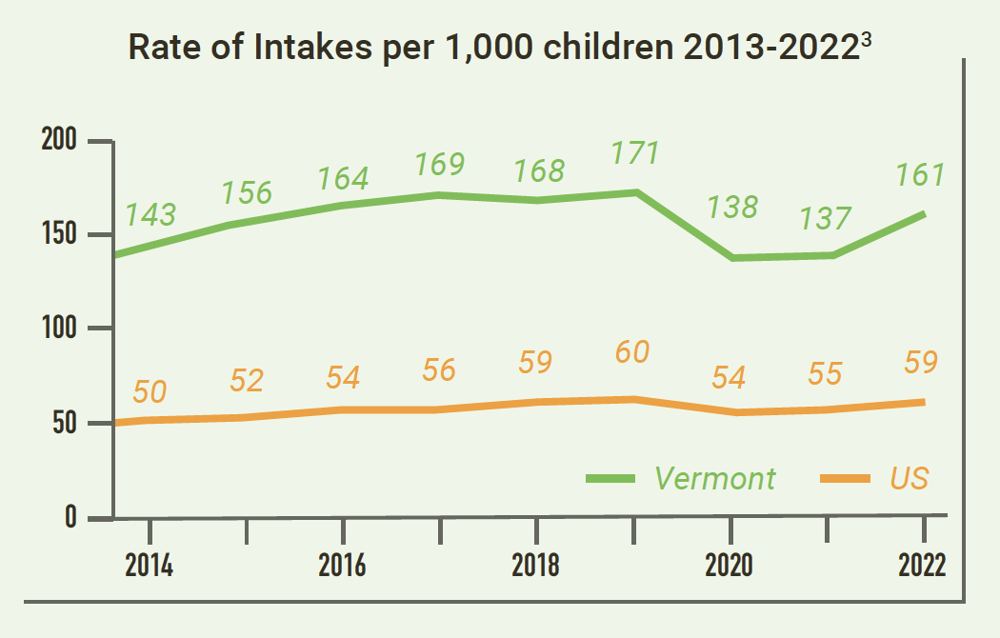 Rate of Intakes per 1,000 children 2013-2022³
200
150
100
50
0
143 156 164 169 168 171 138 137 161
50 52 54 56 59 60 54 55 59
Vermont US
2014 2016 2018 2020 2022